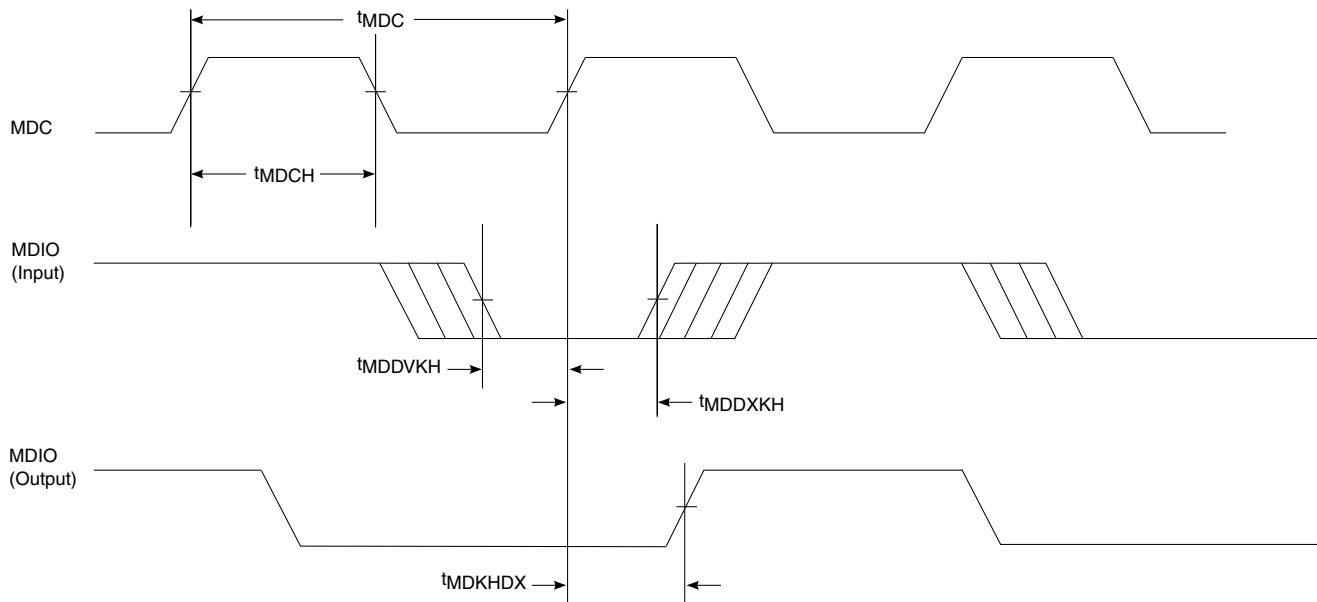 tMDC
MDC
tMDCH
MDIO
(Input)
tMDDVKH
tMDDXKH
MDIO
(Output)
tMDKHDX